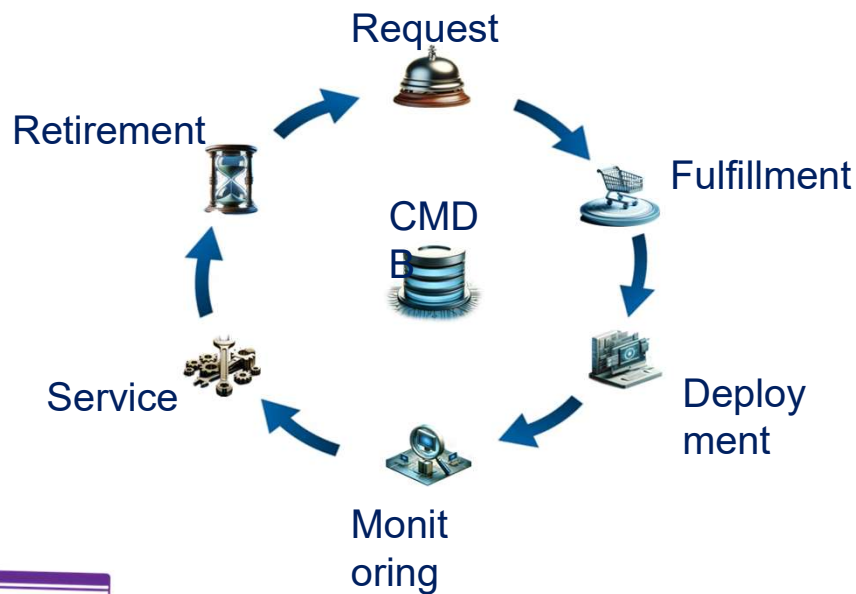 Request
Retirement
Fulfillment
CMD
B
Service
Deploy
ment
Monit
oring